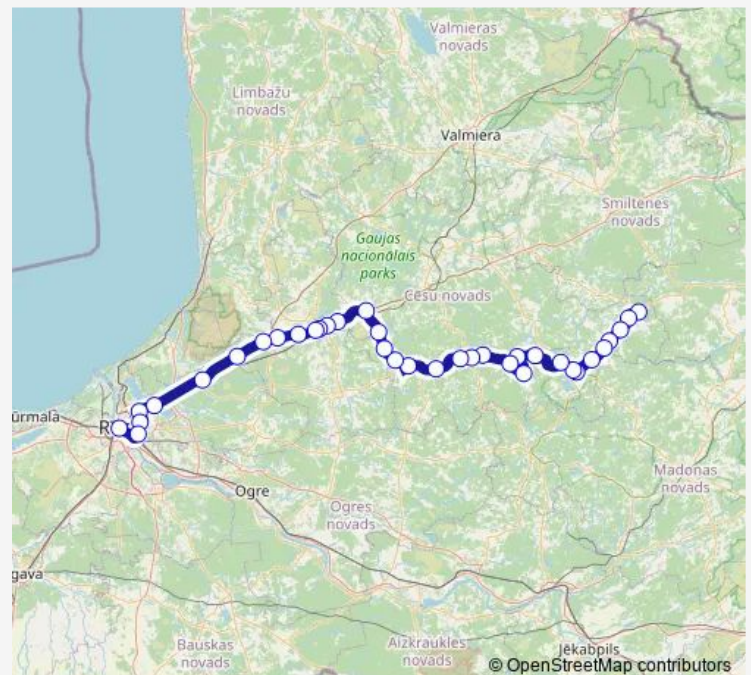 Valmieras
novads
Limbažu
novads
Valmiera
Smiltenes
novads
Gaujas
nacionālais
parks
Cēsu novads
ūrmala
R
Madonas
novads
Ogre
Ogres
novads
gava
Bauskas
novads
Aizkraukles
novads
Jēkabpils
© OpenStreetMap contributors